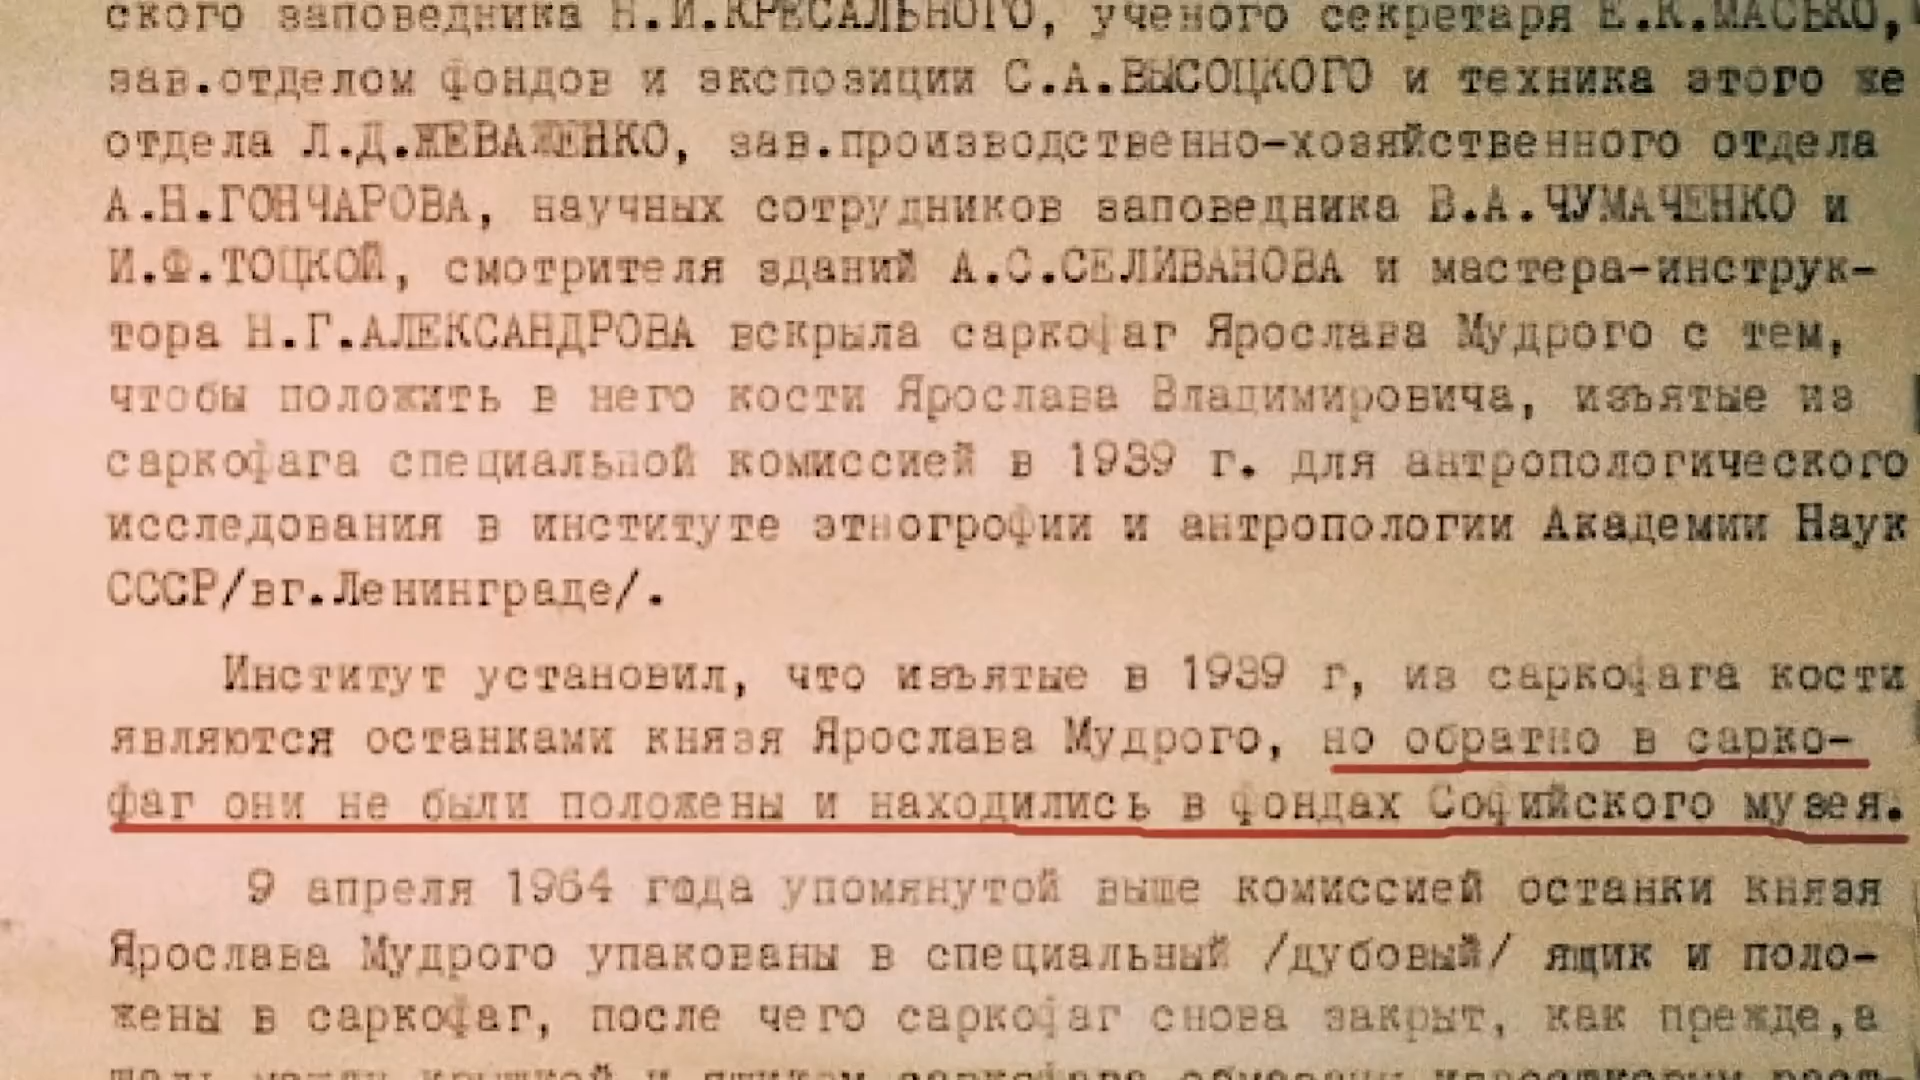 ского заповедника Н.И.КРЕСАЛЬНОГО, ученого секретаря Е.К.МАСЬКО,
зав.отделом фондов и экспозиции С.А.ВЫСОЦКОГО и техника этого же
отдела Л.Д.ЖЕВАЖЕНКО, зав.производственно-хозяйственного отдела
А.Н.ГОНЧАРОВА, научных сотрудников заповедника В.А.ЧУМАЧЕНКО и
И.Ф.ТОЦКОЙ, смотрителя зданий А.С.СЕЛИВАНОВА и мастера-инструк-
тора Н.Г.АЛЕКСАНДРОВА вскрыла саркофаг Ярослава Мудрого с тем,
чтобы положить в него кости Ярослава Владимировича, изъятые из
саркофага специальной комиссией в 1939 г. для антропологического
исследования в институте этногрофии и антропологии Академии Наук
СССР/вг.Ленинграде/.
Институт установил, что изъятые в 1939 г, из саркофага кости
являются останками князя Ярослава Мудрого, но обратно в сарко-
фаг они не были положены и находились в фондах Софийского музея.
9 апреля 1964 года упомянутой выше комиссией останки князя
Ярослава Мудрого упакованы в специальный /дубовый/ ящик и поло-
жены в саркофаг, после чего саркофаг снова закрыт, как прежде,а